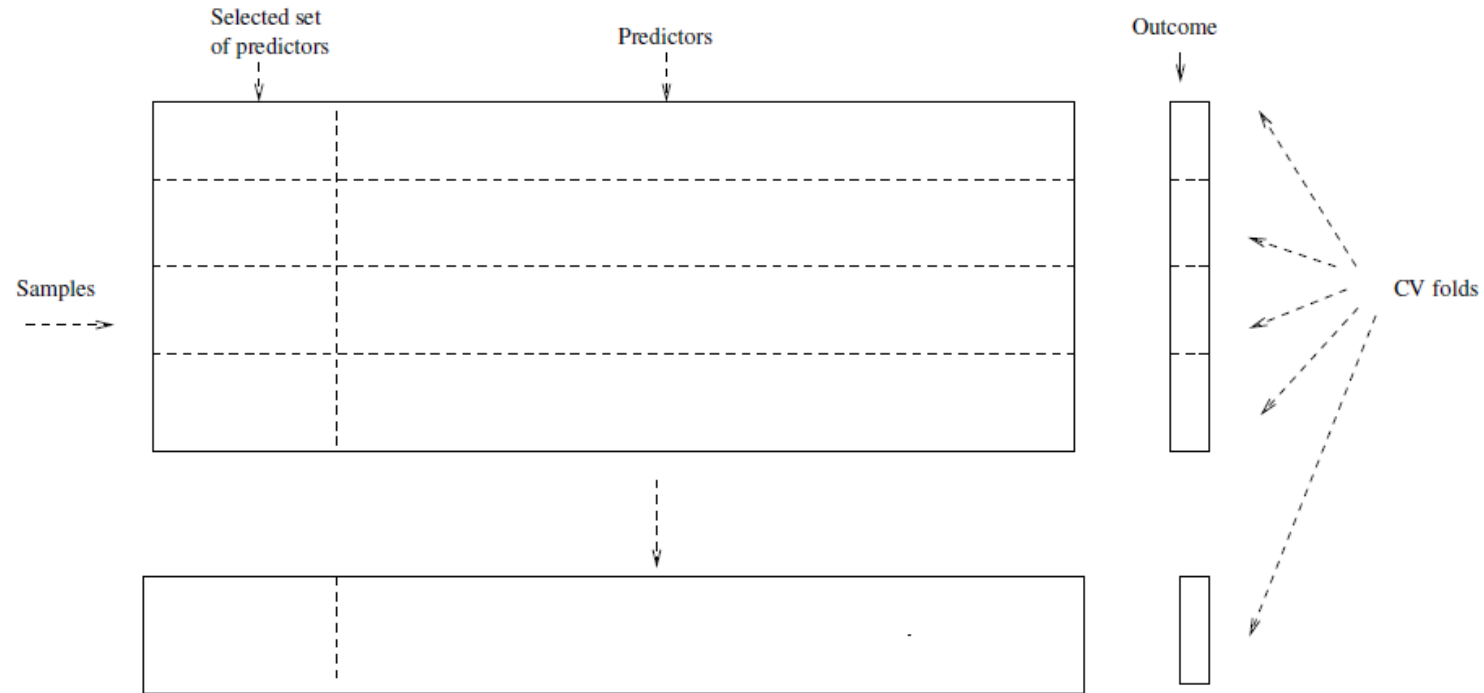 Selected set
of predictors
Predictors
Outcome
Samples
CV folds